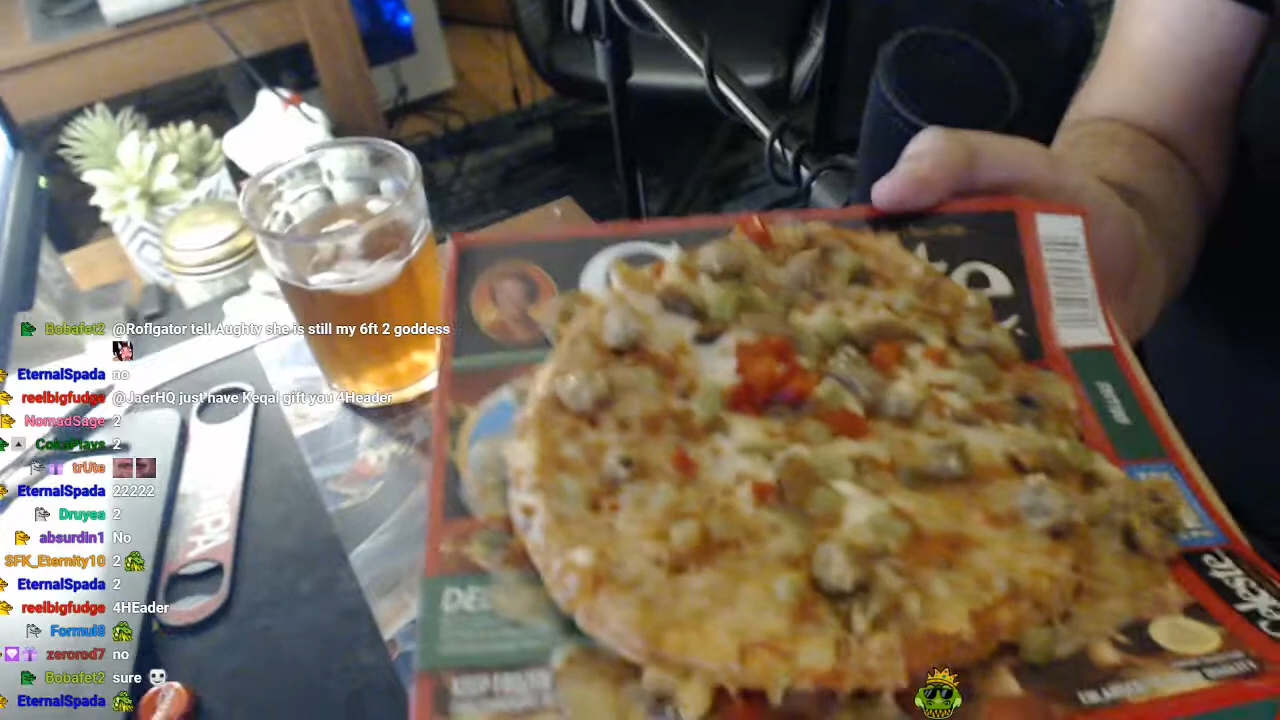 Bobafet2 @Roflgator tell Aughty she is still my 6ft 2 goddess
EternalSpada no
reelbigfudge @JaerHQ just have Keqal gift you 4Header
NomadSage 2
CokaPlays 2
trUte
EternalSpada 22222
Druyea 2
absurdin1 No
SFK_Eternity10 2
EternalSpada 2
reelbigfudge 4HEader
Formul8
zerorod7 no
Bobafet2 sure
EternalSpada